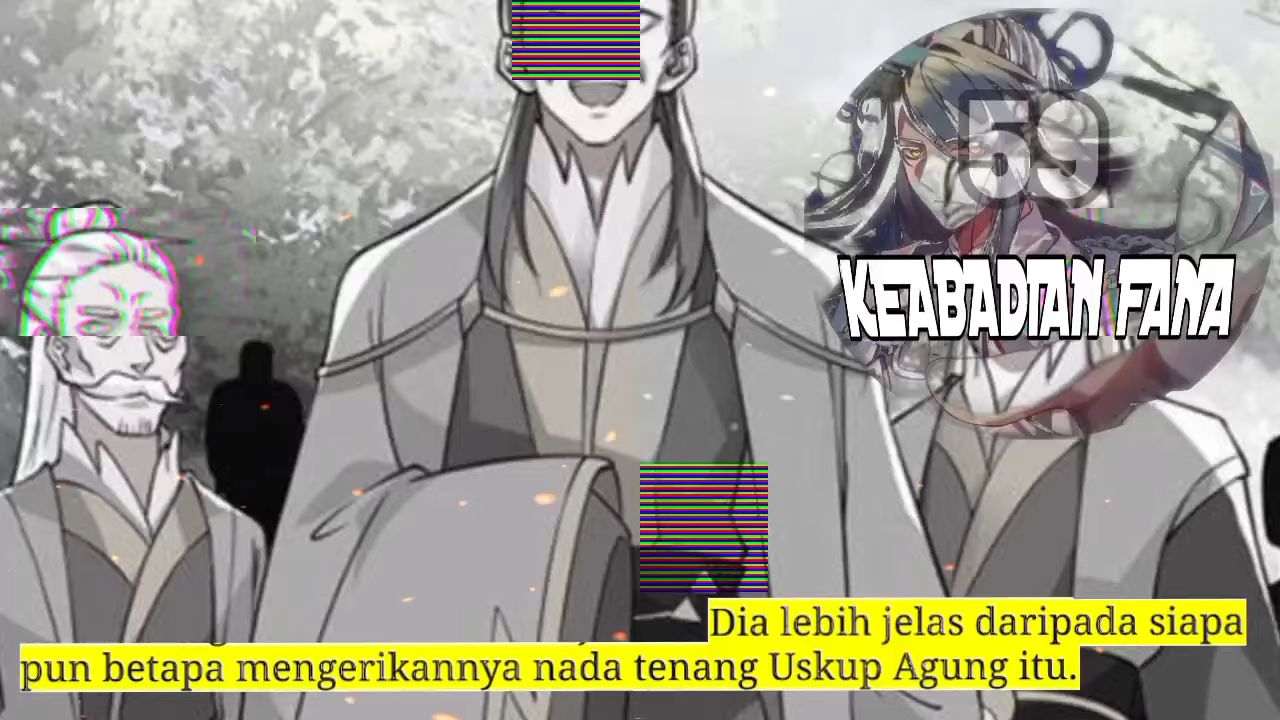 59
KEABADIAN FANA
Dia lebih jelas daripada siapa
pun betapa mengerikannya nada tenang Uskup Agung itu.